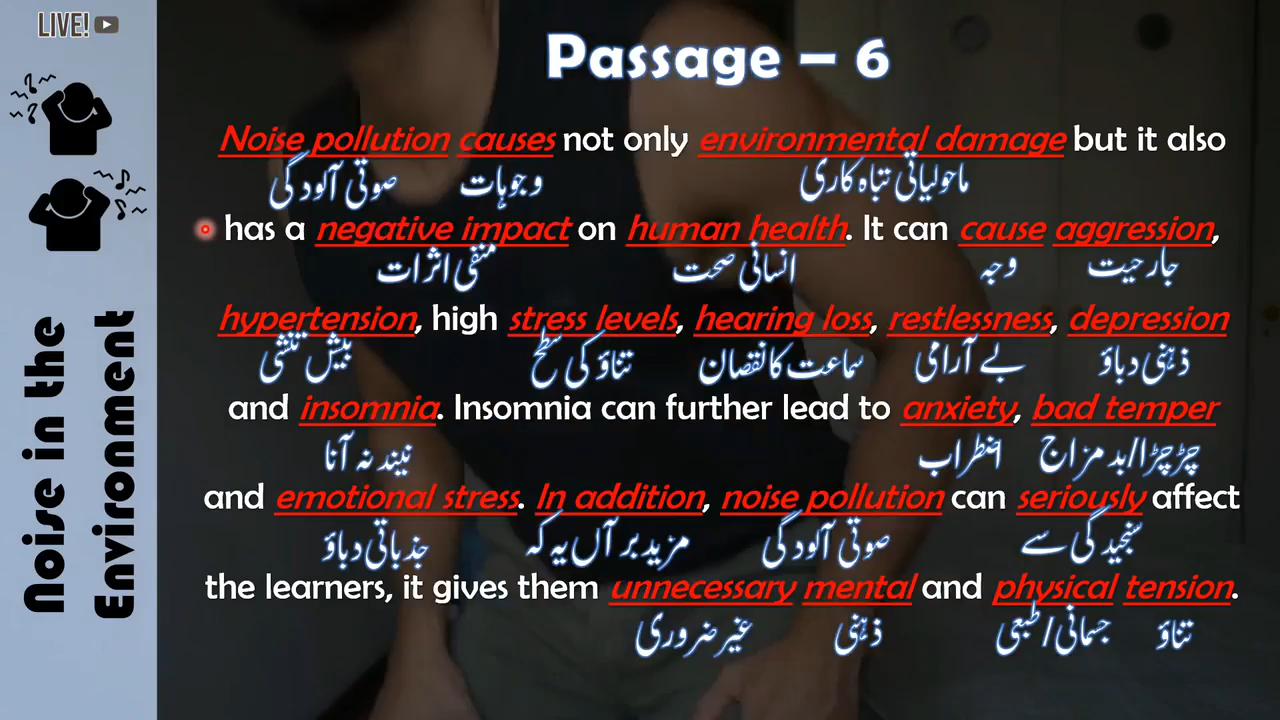 LIVE!
Noise in the
Environment
Passage – 6
Noise pollution causes not only environmental damage but it also
صوتی آلودگی وجوہات ماحولیاتی تباہ کاری
has a negative impact on human health. It can cause aggression,
منفی اثرات انسانی صحت وجہ جارحیت
hypertension, high stress levels, hearing loss, restlessness, depression
بیش تنشی تناؤ کی سطح سماعت کا نقصان بے آرامی ذہنی دباؤ
and insomnia. Insomnia can further lead to anxiety, bad temper
نیند نہ آنا اضطراب چڑچڑا/بد مزاج
and emotional stress. In addition, noise pollution can seriously affect
جذباتی دباؤ مزید بر آں یہ کہ صوتی آلودگی سنجیدگی سے
the learners, it gives them unnecessary mental and physical tension.
غیر ضروری ذہنی جسمانی/طبعی تناؤ